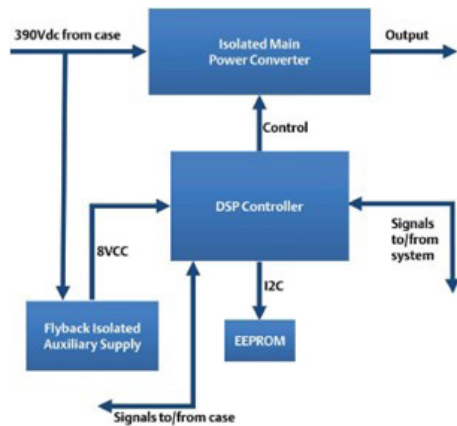 390Vdc from case
Isolated Main
Power Converter
Output
Control
DSP Controller
Signals
to/from
system
8VCC
I2C
Flyback Isolated
Auxiliary Supply
EEPROM
Signals to/from case